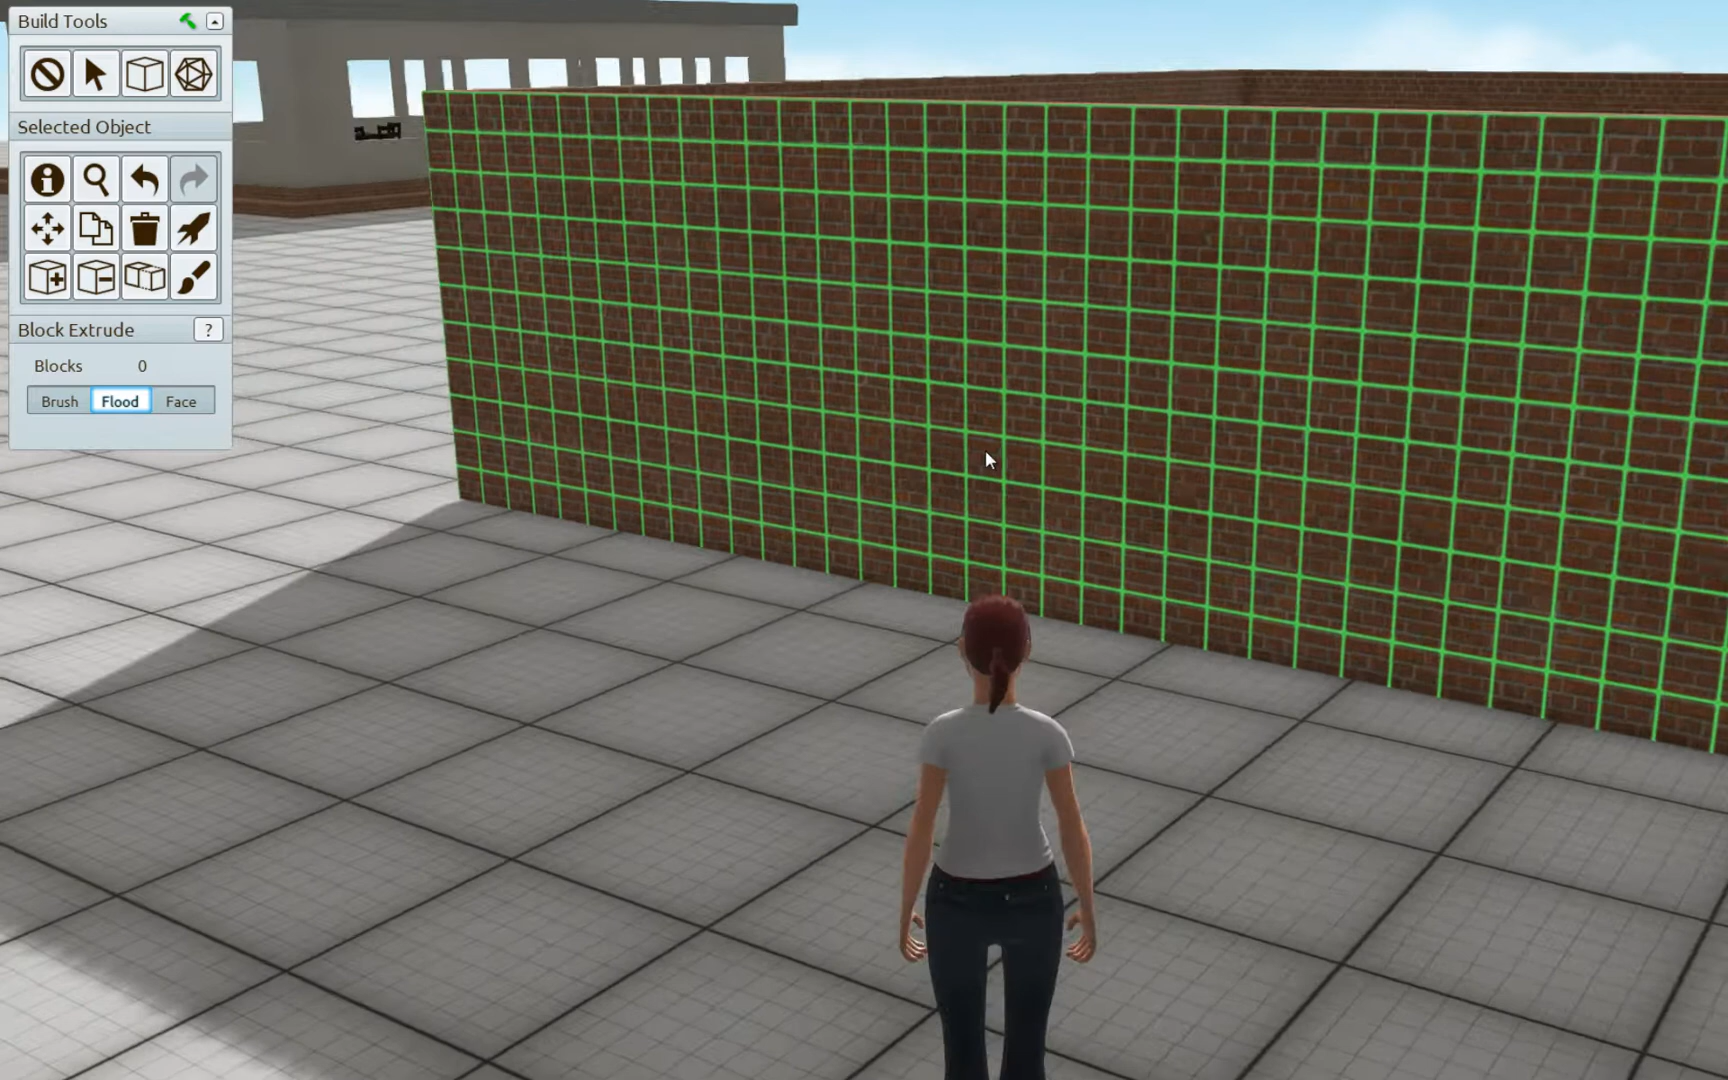 Build Tools
Selected Object
Block Extrude ?
Blocks 0
Brush Flood Face